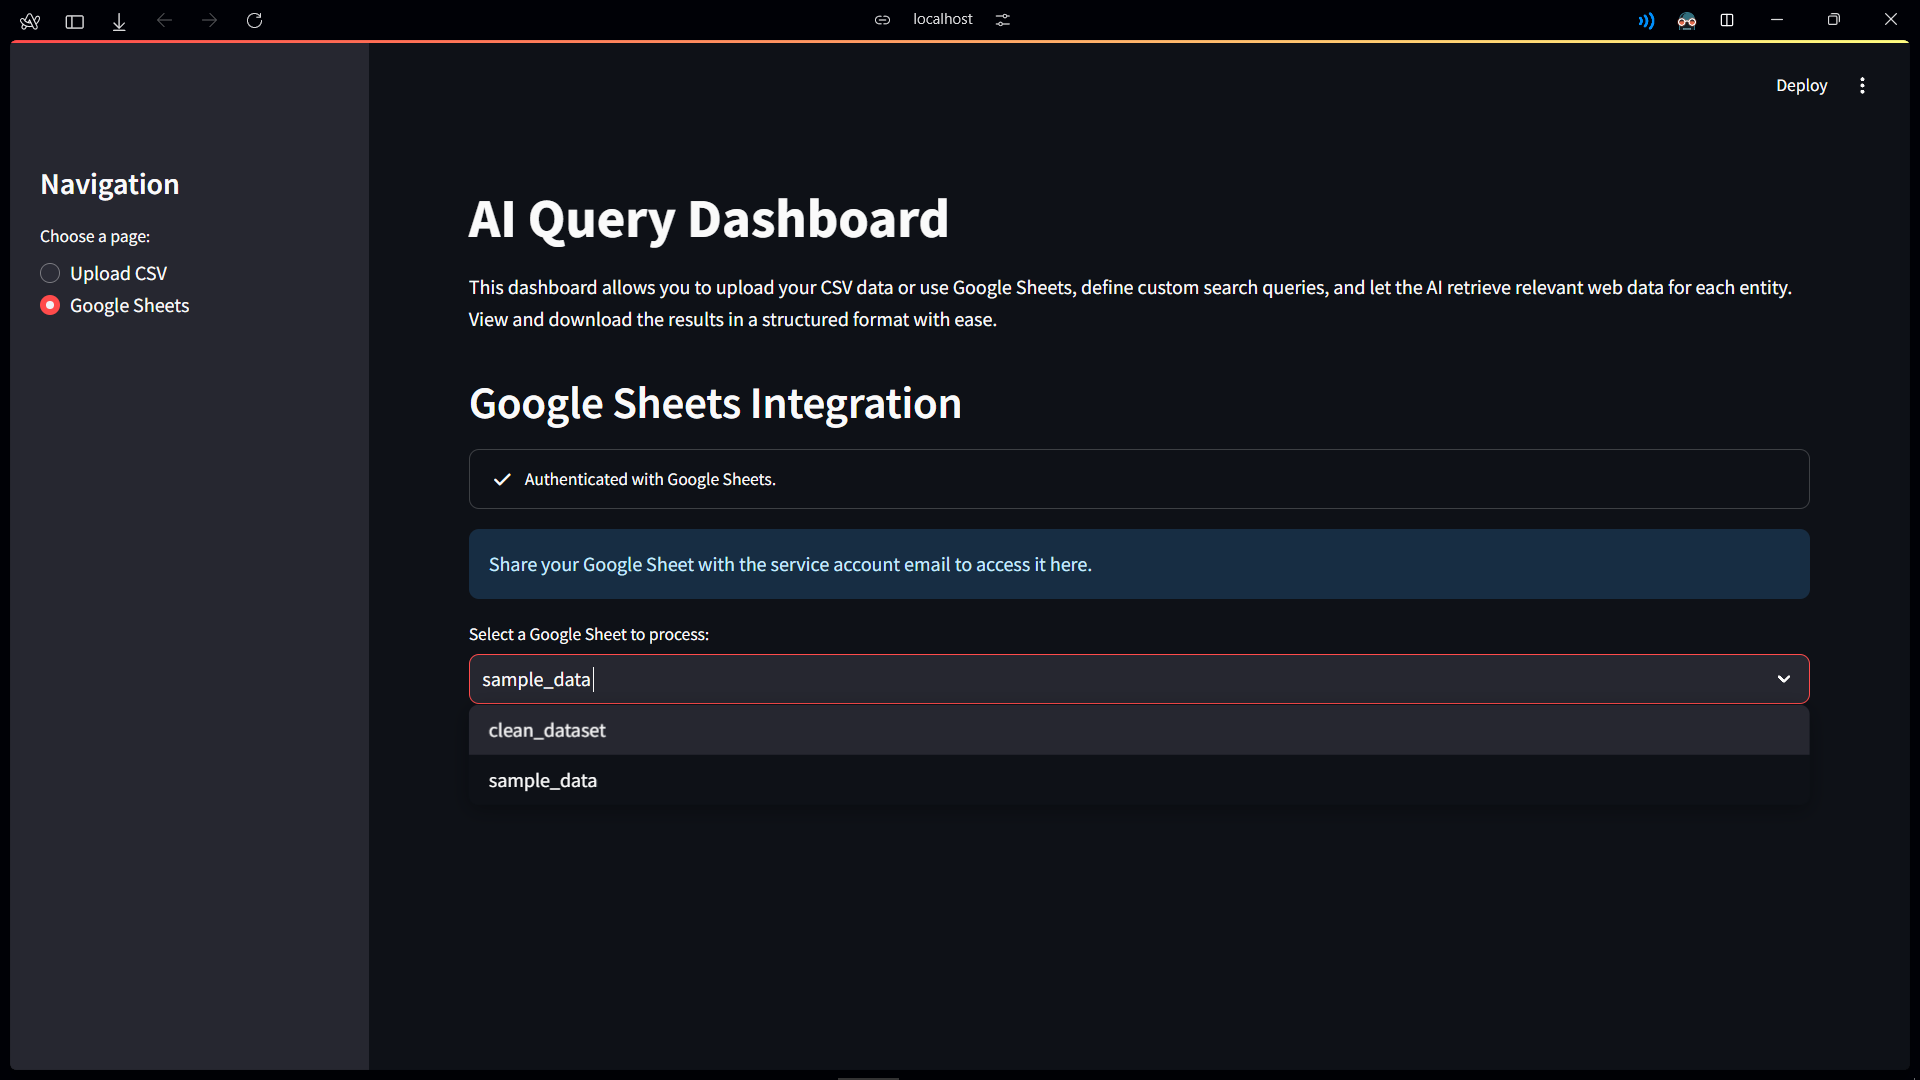 localhost
Deploy
Navigation
Choose a page:
Upload CSV
Google Sheets
AI Query Dashboard
This dashboard allows you to upload your CSV data or use Google Sheets, define custom search queries, and let the AI retrieve relevant web data for each entity.
View and download the results in a structured format with ease.
Google Sheets Integration
Authenticated with Google Sheets.
Share your Google Sheet with the service account email to access it here.
Select a Google Sheet to process:
sample_data
clean_dataset
sample_data